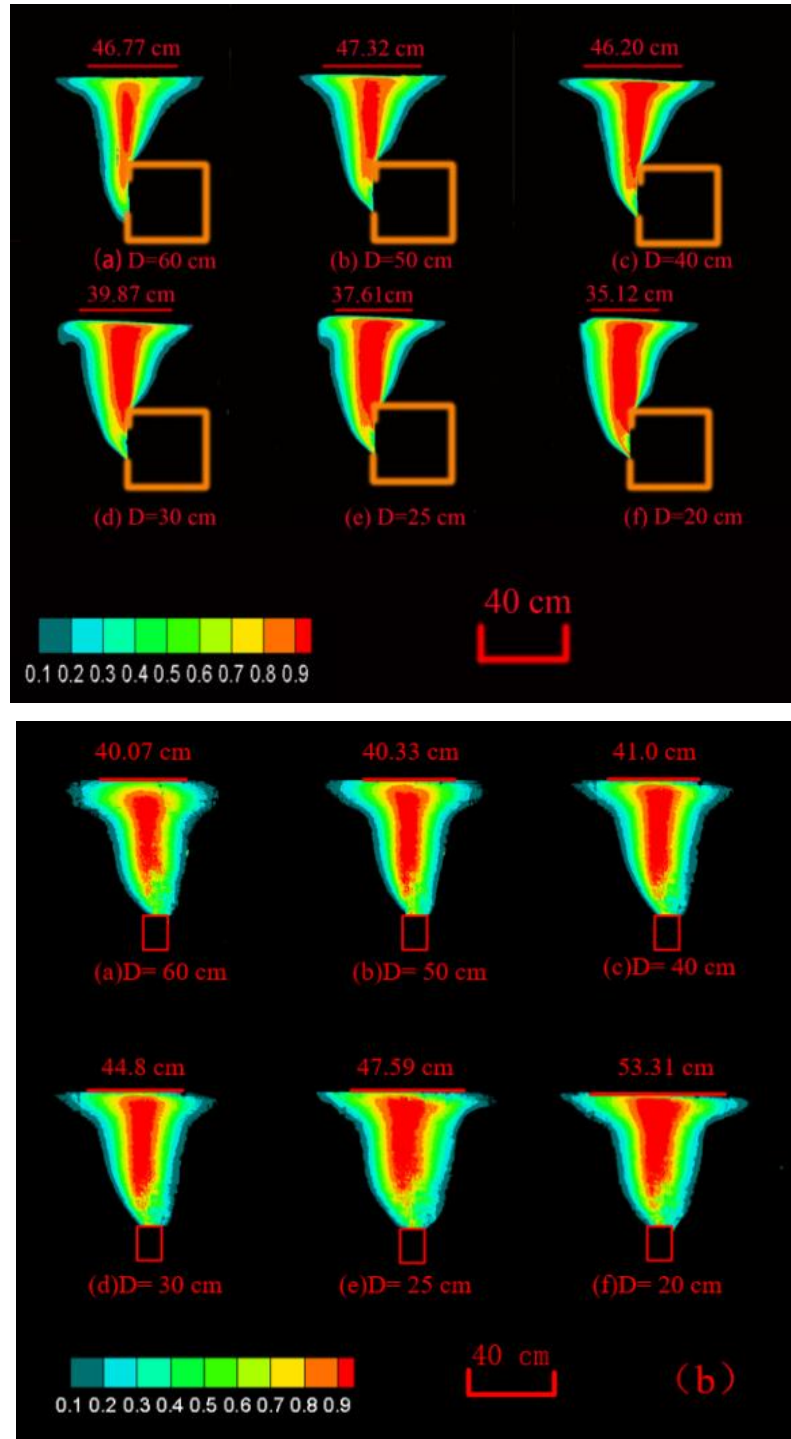 46.77 cm 47.32 cm 46.20 cm
(a) D=60 cm (b) D=50 cm (c) D=40 cm
39.87 cm 37.61cm 35.12 cm
(d) D=30 cm (e) D=25 cm (f) D=20 cm
40 cm
0.1 0.2 0.3 0.4 0.5 0.6 0.7 0.8 0.9
40.07 cm 40.33 cm 41.0 cm
(a)D= 60 cm (b)D= 50 cm (c)D= 40 cm
44.8 cm 47.59 cm 53.31 cm
(d)D= 30 cm (e)D= 25 cm (f)D= 20 cm
40 cm
(b)
0.1 0.2 0.3 0.4 0.5 0.6 0.7 0.8 0.9